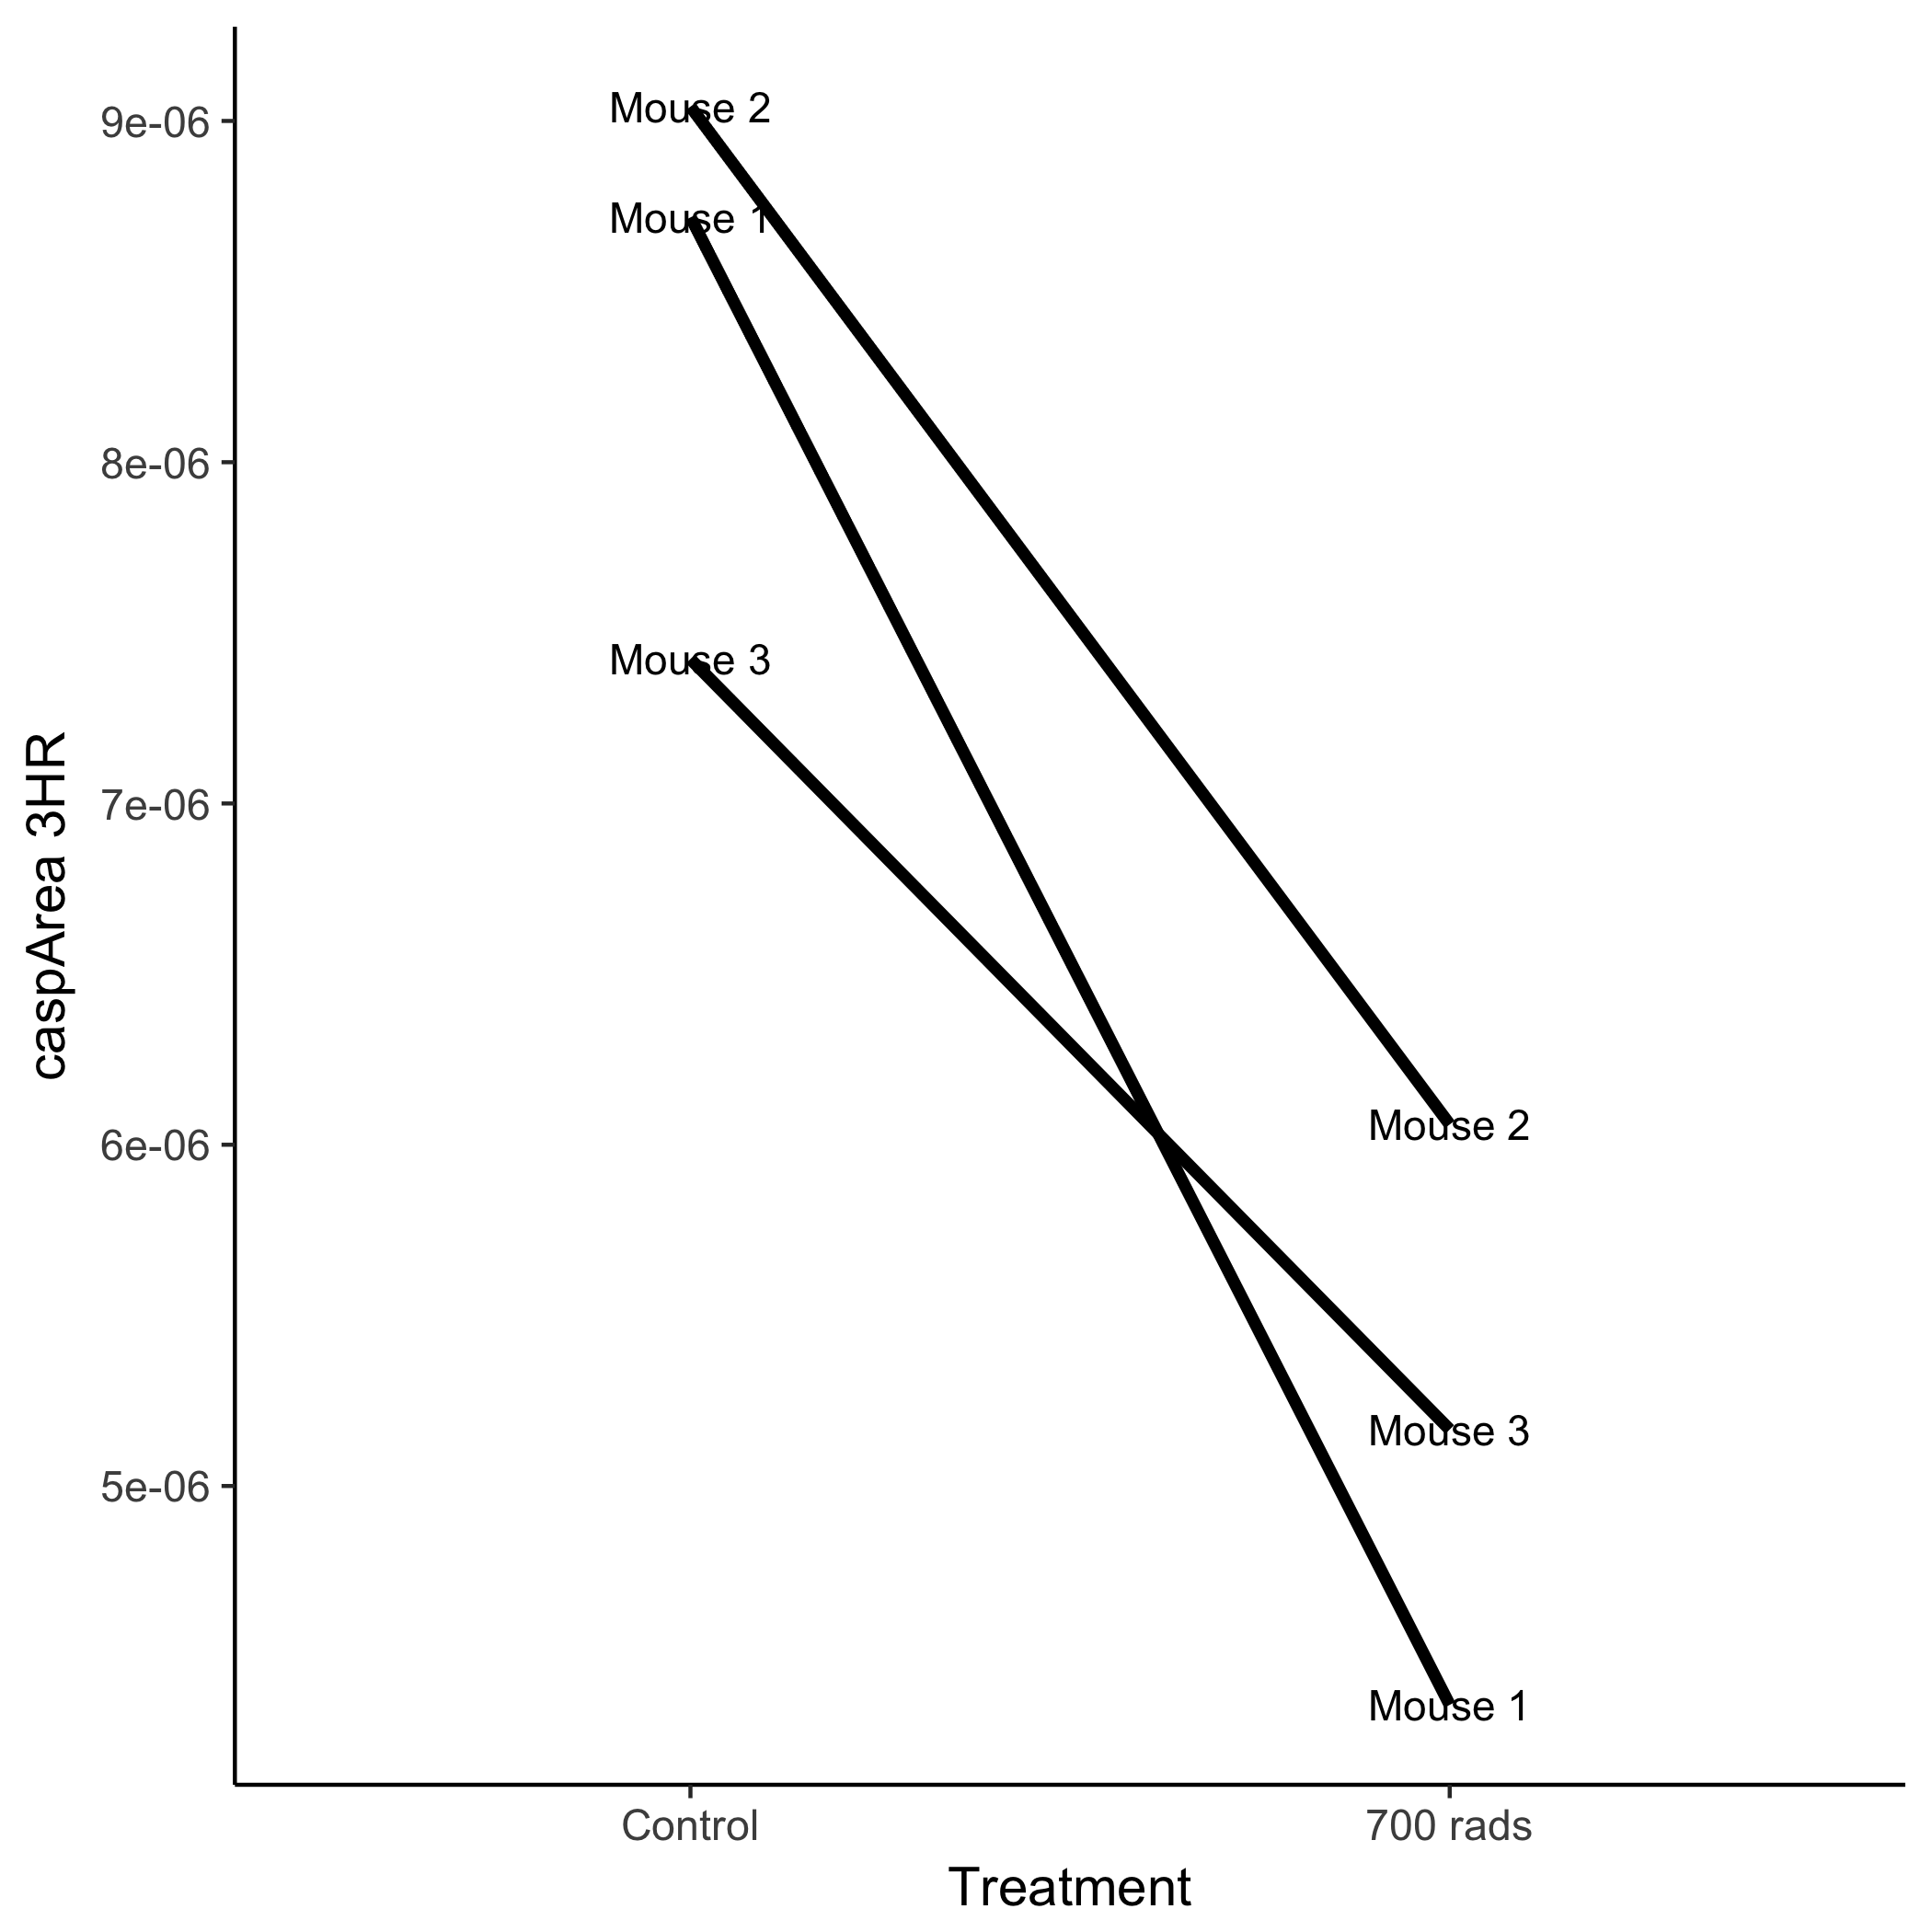 9e-06
8e-06
7e-06
6e-06
5e-06
caspArea 3HR
Mouse 2
Mouse 1
Mouse 3
Mouse 2
Mouse 3
Mouse 1
Control
700 rads
Treatment